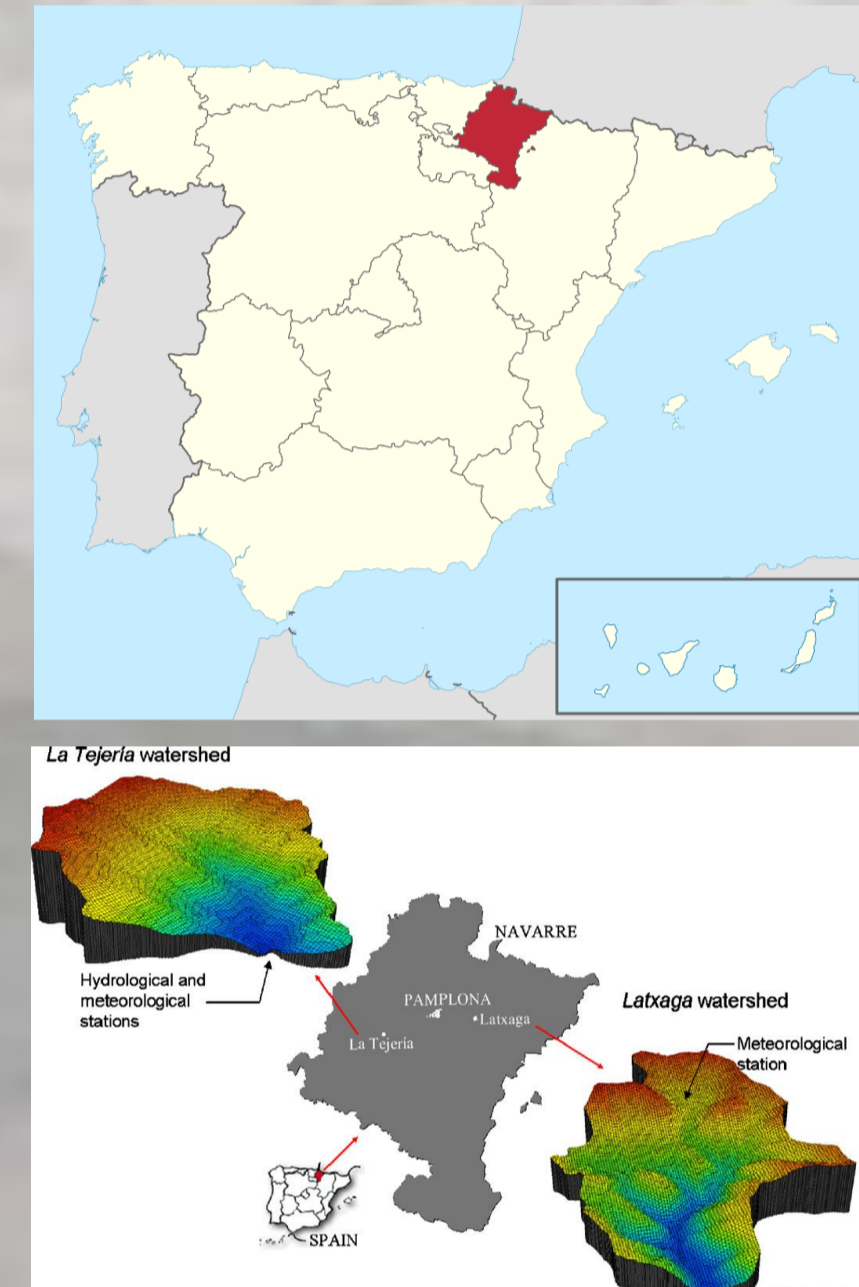 La Tejería watershed
NAVARRE
Hydrological and
meteorological
stations
PAMPLONA
Latxaga
La Tejería
Latxaga watershed
Meteorological
station
SPAIN